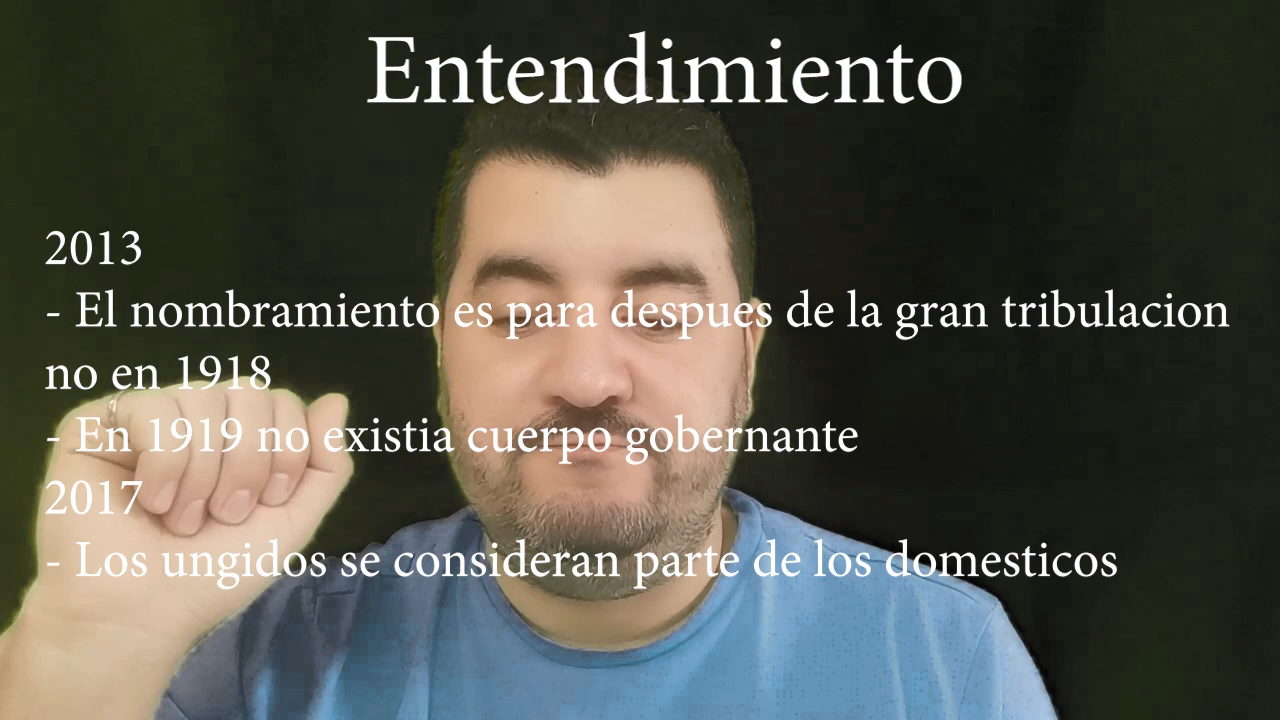 Entendimiento
2013
- El nombramiento es para despues de la gran tribulacion
no en 1918
- En 1919 no existia cuerpo gobernante
2017
- Los ungidos se consideran parte de los domesticos